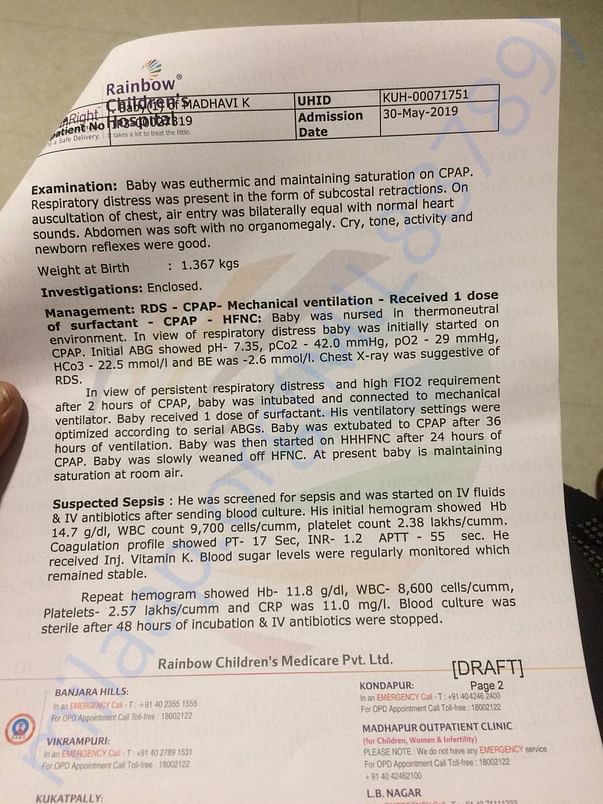 Rainbow®
Children's
Hospital
It takes a lot to treat the little.
Right
a Safe Delivery.
Baby(1) of MADHAVI K
UHID
KUH-00071751
atient No
Admission Date
30-May-2019
Examination: Baby was euthermic and maintaining saturation on CPAP.
Respiratory distress was present in the form of subcostal retractions. On
auscultation of chest, air entry was bilaterally equal with normal heart
sounds. Abdomen was soft with no organomegaly. Cry, tone, activity and
newborn reflexes were good.
Weight at Birth : 1.367 kgs
Investigations: Enclosed.
Management: RDS - CPAP- Mechanical ventilation - Received 1 dose
of surfactant - CPAP - HFNC: Baby was nursed in thermoneutral
environment. In view of respiratory distress baby was initially started on
CPAP. Initial ABG showed pH- 7.35, pCo2 - 42.0 mmHg, pO2 - 29 mmHg,
HCo3 - 22.5 mmol/l and BE was -2.6 mmol/l. Chest X-ray was suggestive of
RDS.
In view of persistent respiratory distress and high FIO2 requirement
after 2 hours of CPAP, baby was intubated and connected to mechanical
ventilator. Baby received 1 dose of surfactant. His ventilatory settings were
optimized according to serial ABGs. Baby was extubated to CPAP after 36
hours of ventilation. Baby was then started on HHHFNC after 24 hours of
CPAP. Baby was slowly weaned off HFNC. At present baby is maintaining
saturation at room air.
Suspected Sepsis : He was screened for sepsis and was started on IV fluids
& IV antibiotics after sending blood culture. His initial hemogram showed Hb
14.7 g/dl, WBC count 9,700 cells/cumm, platelet count 2.38 lakhs/cumm.
Coagulation profile showed PT- 17 Sec, INR- 1.2 APTT - 55 sec. He
received Inj. Vitamin K. Blood sugar levels were regularly monitored which
remained stable.
Repeat hemogram showed Hb- 11.8 g/dl, WBC- 8,600 cells/cumm,
Platelets- 2.57 lakhs/cumm and CRP was 11.0 mg/l. Blood culture was
sterile after 48 hours of incubation & IV antibiotics were stopped.
Rainbow Children's Medicare Pvt. Ltd.
[DRAFT]
Page 2
BANJARA HILLS:
In an EMERGENCY Call - T : +91 40 2355 1555
For OPD Appointment Call Toll-free : 18002122
VIKRAMPURI:
In an EMERGENCY Call - T : +91 40 2789 1531
For OPD Appointment Call Toll-free : 18002122
KUKATPALLY:
KONDAPUR:
In an EMERGENCY Call - T : +91 40 4246 2400
For OPD Appointment Call Toll-free : 18002122
MADHAPUR OUTPATIENT CLINIC
(for Children, Women & Infertility)
PLEASE NOTE : We do not have any EMERGENCY service
For OPD Appointment Call Toll-free : 18002122
+ 91 40 42462100
L.B. NAGAR